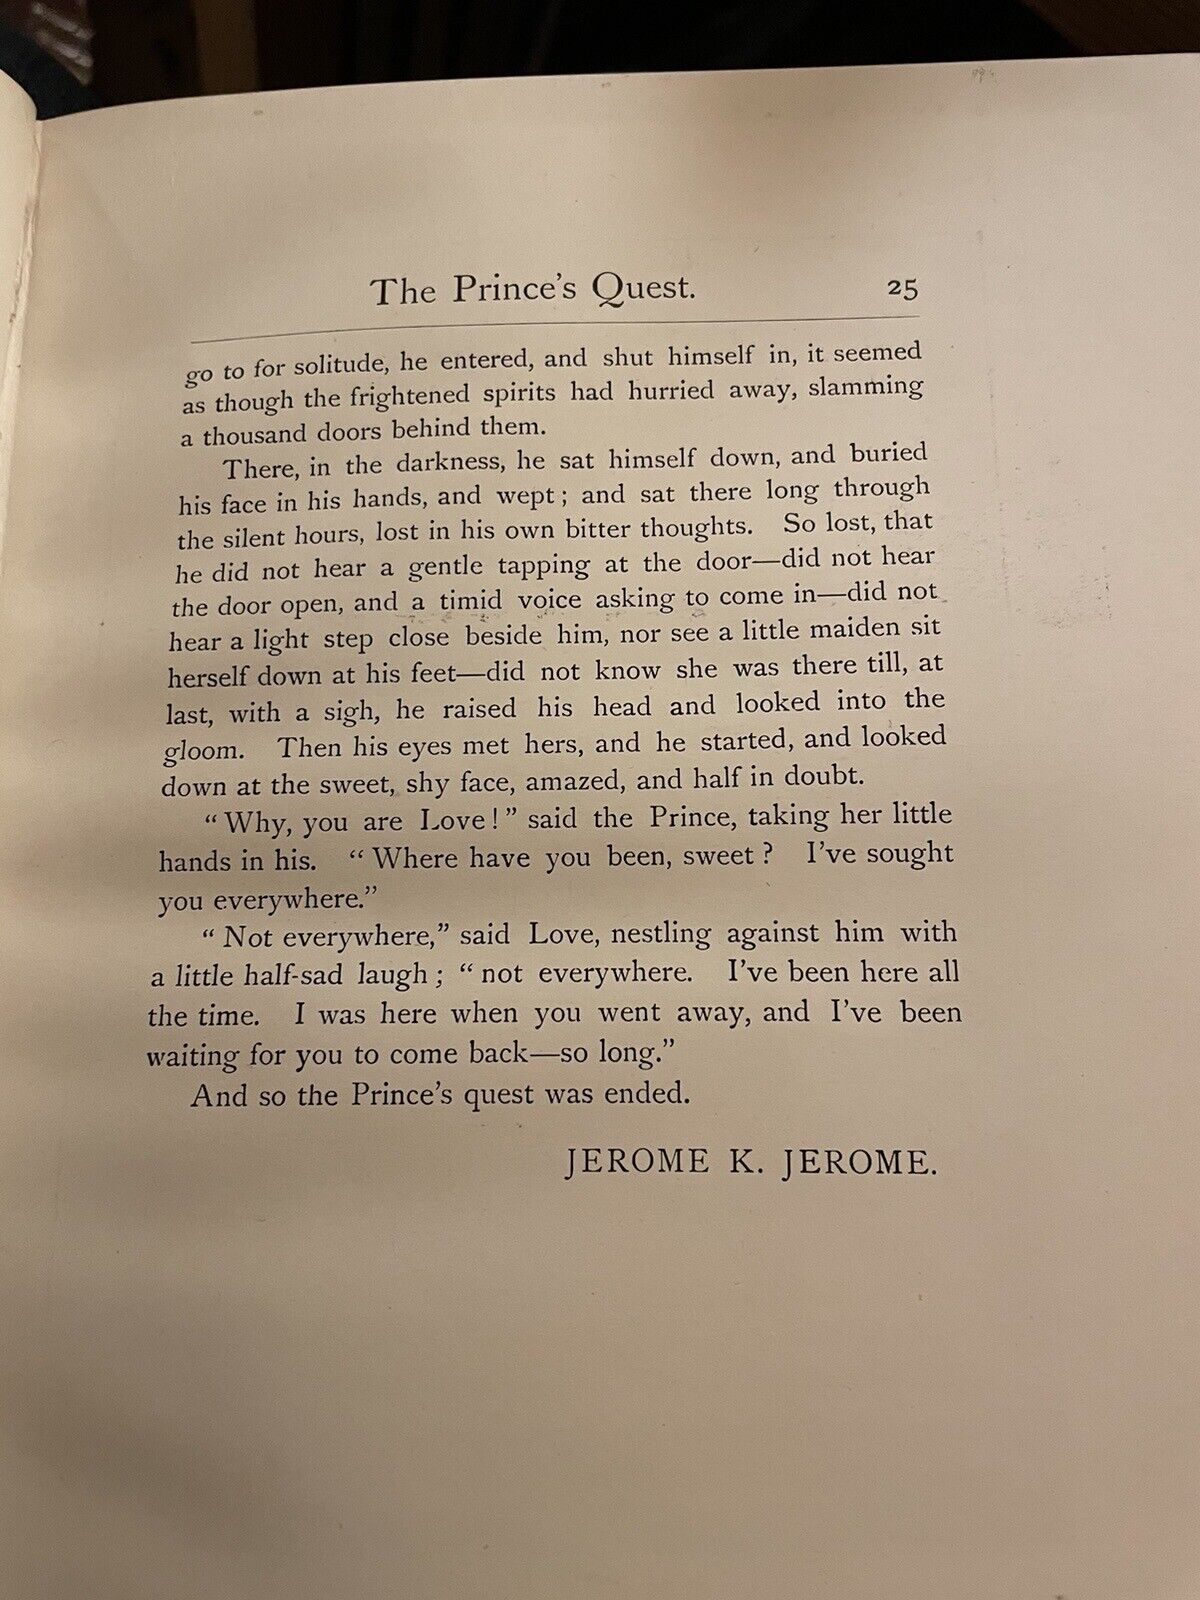 The Prince's Quest. 25
go to for solitude, he entered, and shut himself in, it seemed
as though the frightened spirits had hurried away, slamming
a thousand doors behind them.
There, in the darkness, he sat himself down, and buried
his face in his hands, and wept; and sat there long through
the silent hours, lost in his own bitter thoughts. So lost, that
he did not hear a gentle tapping at the door—did not hear
the door open, and a timid voice asking to come in—did not
hear a light step close beside him, nor see a little maiden sit
herself down at his feet—did not know she was there till, at
last, with a sigh, he raised his head and looked into the
gloom. Then his eyes met hers, and he started, and looked
down at the sweet, shy face, amazed, and half in doubt.
“Why, you are Love!” said the Prince, taking her little
hands in his. “Where have you been, sweet? I've sought
you everywhere.”
“Not everywhere,” said Love, nestling against him with
a little half-sad laugh; “not everywhere. I've been here all
the time. I was here when you went away, and I've been
waiting for you to come back—so long.”
And so the Prince's quest was ended.
JEROME K. JEROME.